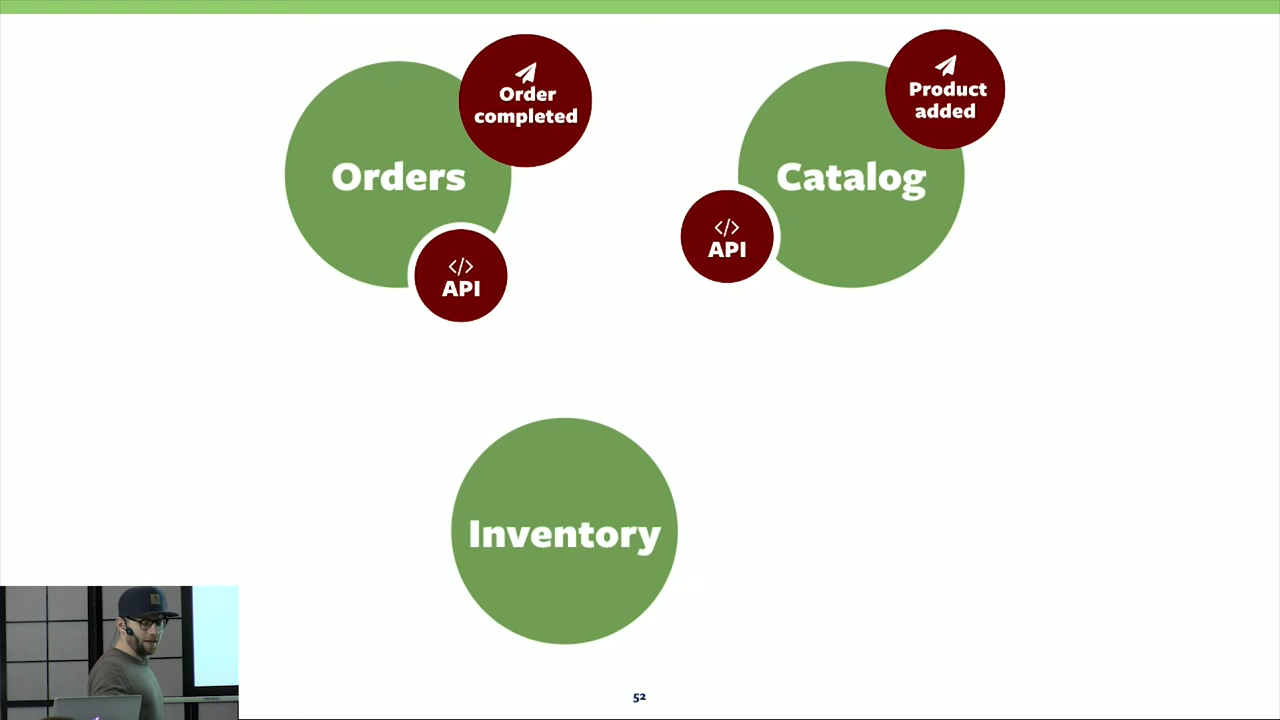 Order
completed
Orders
</>
API
Product
added
Catalog
</>
API
Inventory
52